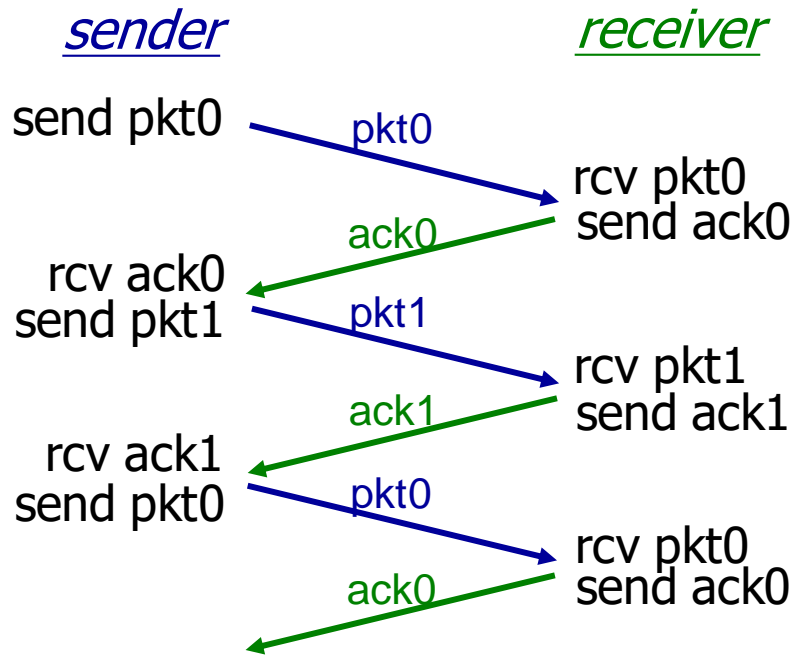 sender
receiver
send pkt0
pkt0
rcv pkt0
send ack0
ack0
rcv ack0
send pkt1
pkt1
rcv pkt1
send ack1
ack1
rcv ack1
send pkt0
pkt0
rcv pkt0
send ack0
ack0